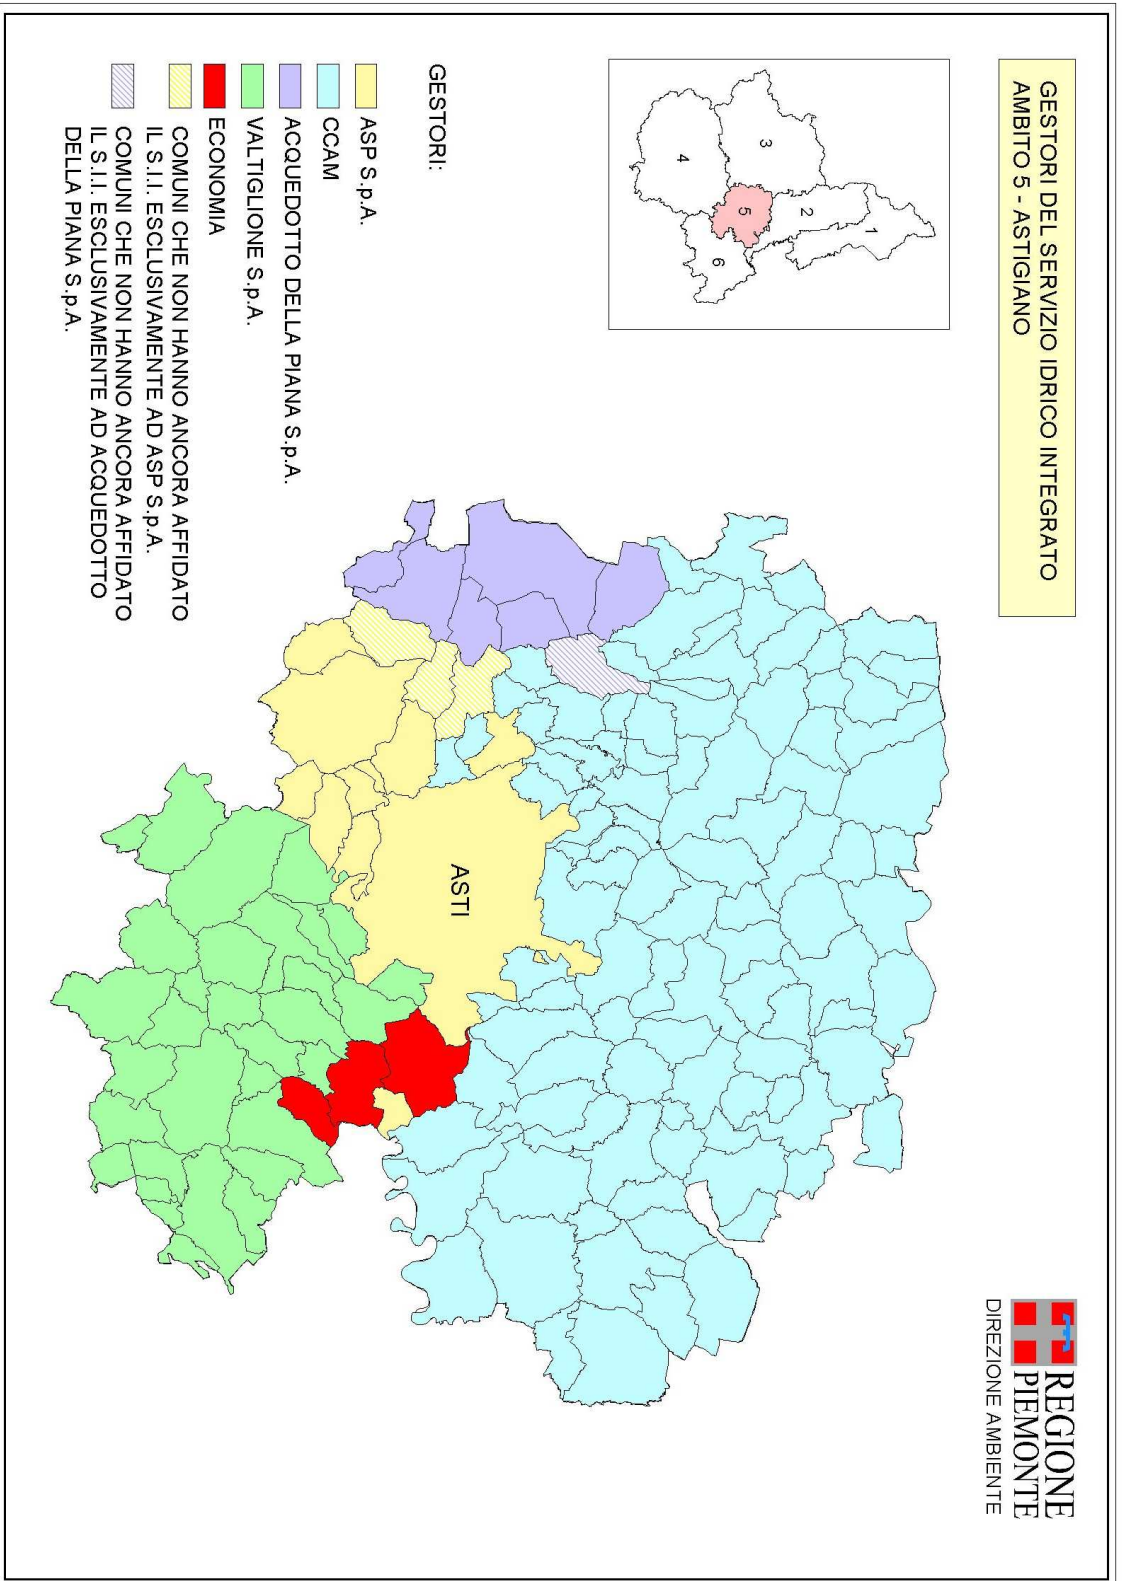 GESTORI DEL SERVIZIO IDRICO INTEGRATO
AMBITO 5 - ASTIGIANO
REGIONE
PIEMONTE
DIREZIONE AMBIENTE
1
2
3
4
5
6
GESTORI:
ASP S.p.A.
CCAM
ACQUEDOTTO DELLA PIANA S.p.A.
VALTIGLIONE S.p.A.
ECONOMIA
COMUNI CHE NON HANNO ANCORA AFFIDATO
IL S.I.I. ESCLUSIVAMENTE AD ASP S.p.A.
COMUNI CHE NON HANNO ANCORA AFFIDATO
IL S.I.I. ESCLUSIVAMENTE AD ACQUEDOTTO
DELLA PIANA S.p.A.
ASTI